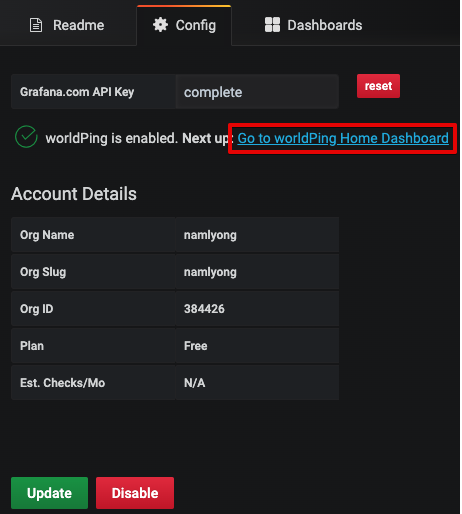 Readme Config Dashboards
Grafana.com API Key complete reset
worldPing is enabled. Next up: Go to worldPing Home Dashboard
Account Details
Org Name namlyong
Org Slug namlyong
Org ID 384426
Plan Free
Est. Checks/Mo N/A
Update Disable